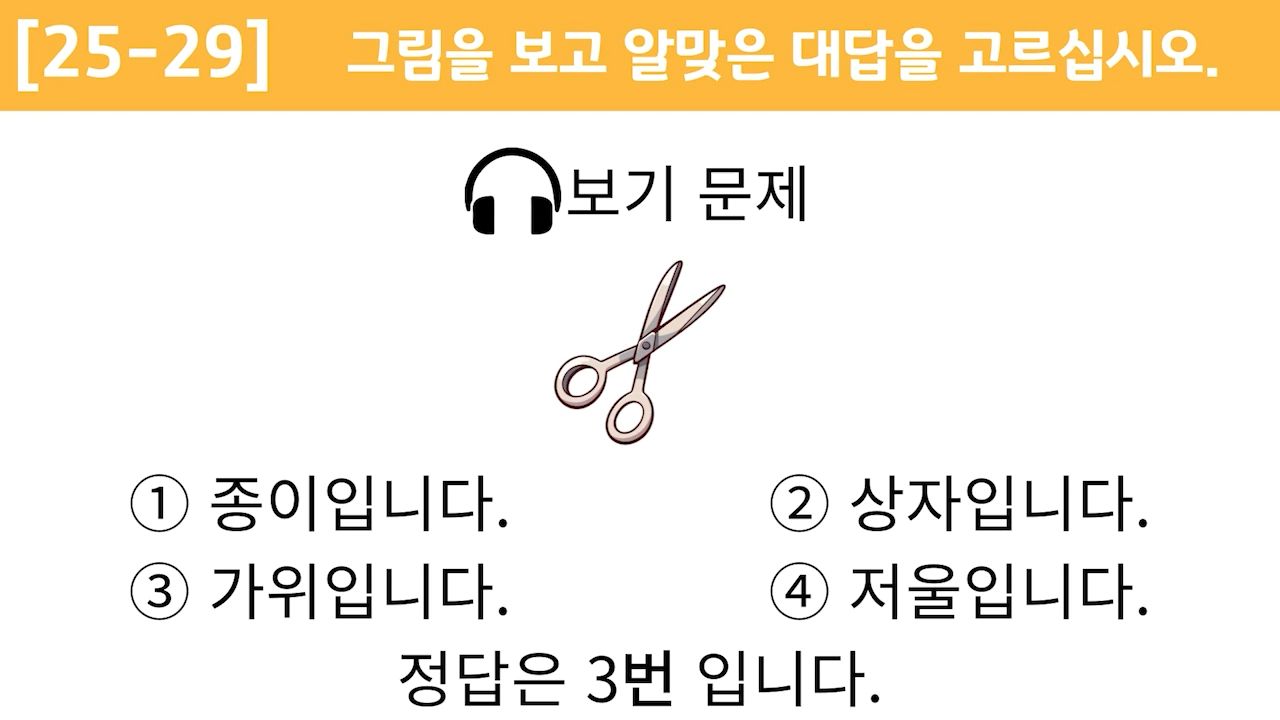 [25-29] 그림을 보고 알맞은 대답을 고르십시오.
보기 문제
① 종이입니다. ② 상자입니다.
③ 가위입니다. ④ 저울입니다.
정답은 3번 입니다.